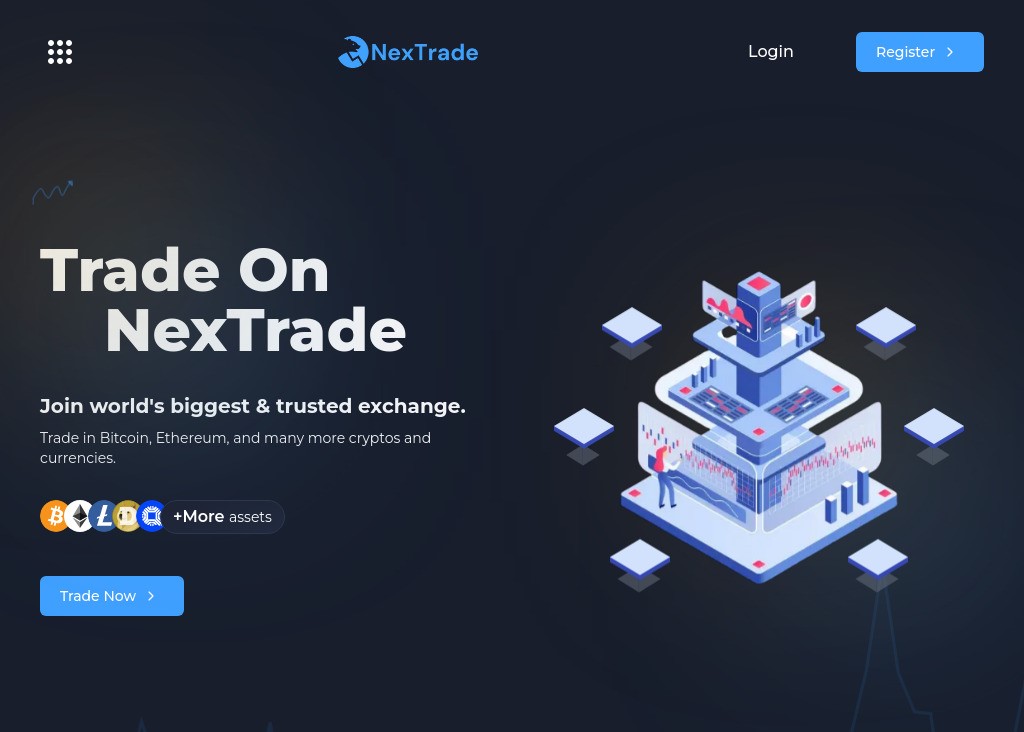 NexTrade
Login
Register
Trade On
NexTrade
Join world's biggest & trusted exchange.
Trade in Bitcoin, Ethereum, and many more cryptos and
currencies.
+More assets
Trade Now